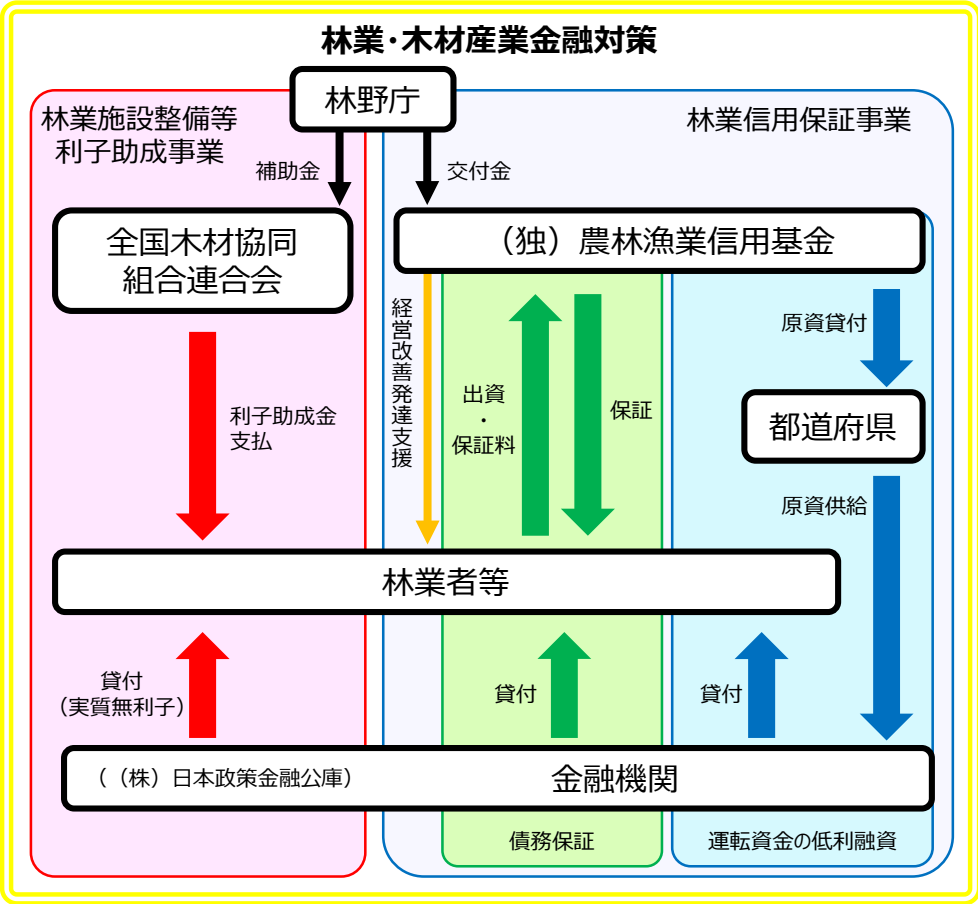 林業・木材産業金融対策
林野庁
林業施設整備等
利子助成事業
林業信用保証事業
補助金
交付金
全国木材協同
組合連合会
（独）農林漁業信用基金
経営改善発達支援
出資
・
保証料
保証
原資貸付
都道府県
利子助成金
支払
原資供給
林業者等
貸付
（実質無利子）
貸付
貸付
（（株）日本政策金融公庫）
金融機関
債務保証
運転資金の低利融資